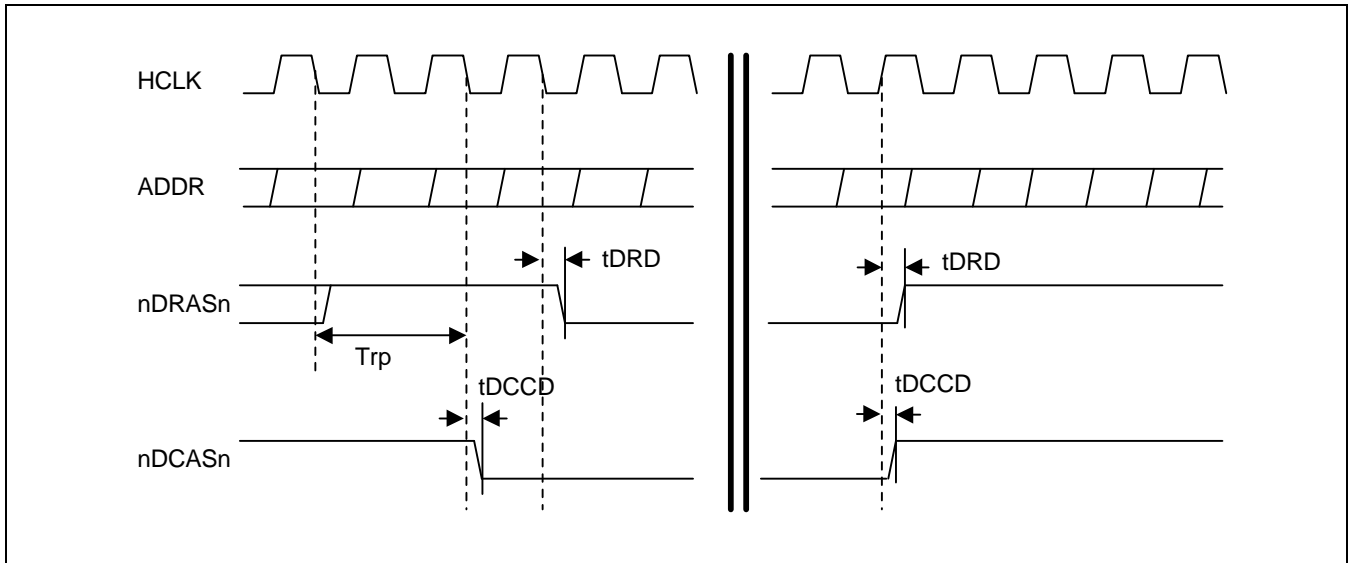 HCLK
ADDR
tDRD
tDRD
nDRASn
Trp
tDCCD
tDCCD
nDCASn